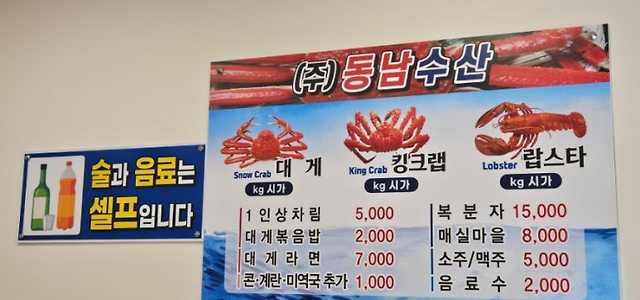 (주)동남수산
술과 음료는
셀프입니다
Snow Crab 대게
kg 시가
King Crab 킹크랩
kg 시가
Lobster 랍스타
kg 시가
1인상차림 5,000
대게볶음밥 2,000
대게라면 7,000
콘·계란·미역국 추가 1,000
복분자 15,000
매실마을 8,000
소주/맥주 5,000
음료수 2,000